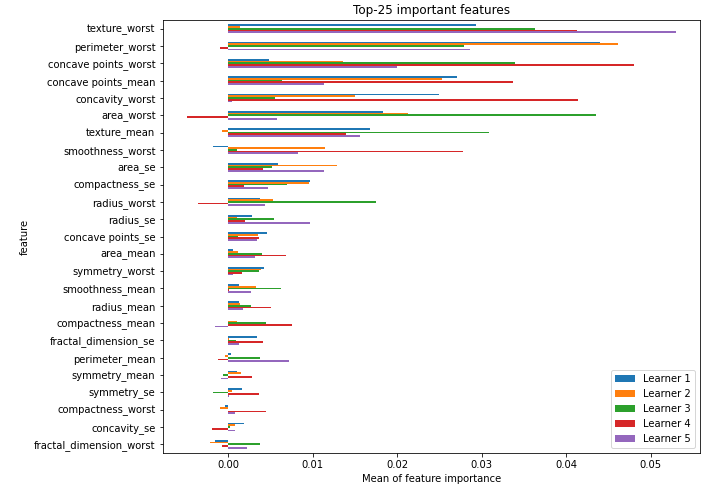 Top-25 important features
texture_worst
perimeter_worst
concave points_worst
concave points_mean
concavity_worst
area_worst
texture_mean
smoothness_worst
area_se
compactness_se
radius_worst
radius_se
concave points_se
area_mean
symmetry_worst
smoothness_mean
radius_mean
compactness_mean
fractal_dimension_se
perimeter_mean
symmetry_mean
symmetry_se
compactness_worst
concavity_se
fractal_dimension_worst
feature
Learner 1
Learner 2
Learner 3
Learner 4
Learner 5
0.00 0.01 0.02 0.03 0.04 0.05
Mean of feature importance